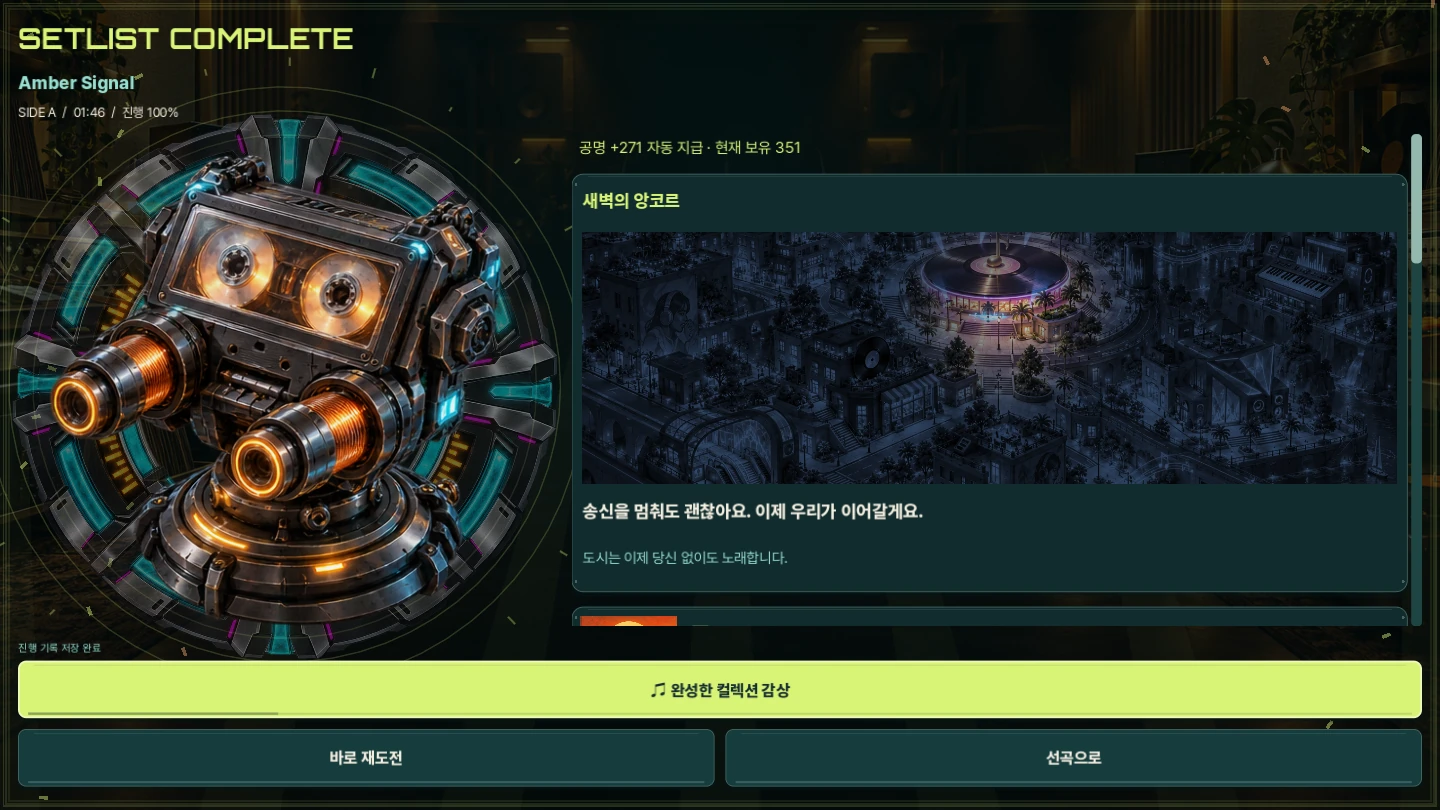 SETLIST COMPLETE
Amber Signal
SIDE A / 01:46 / 진행 100%
공명 +271 자동 지급 · 현재 보유 351
새벽의 앙코르
송신을 멈춰도 괜찮아요. 이제 우리가 이어갈게요.
도시는 이제 당신 없이도 노래합니다.
진행 기록 저장 완료
♫ 완성한 컬렉션 감상
바로 재도전
선곡으로